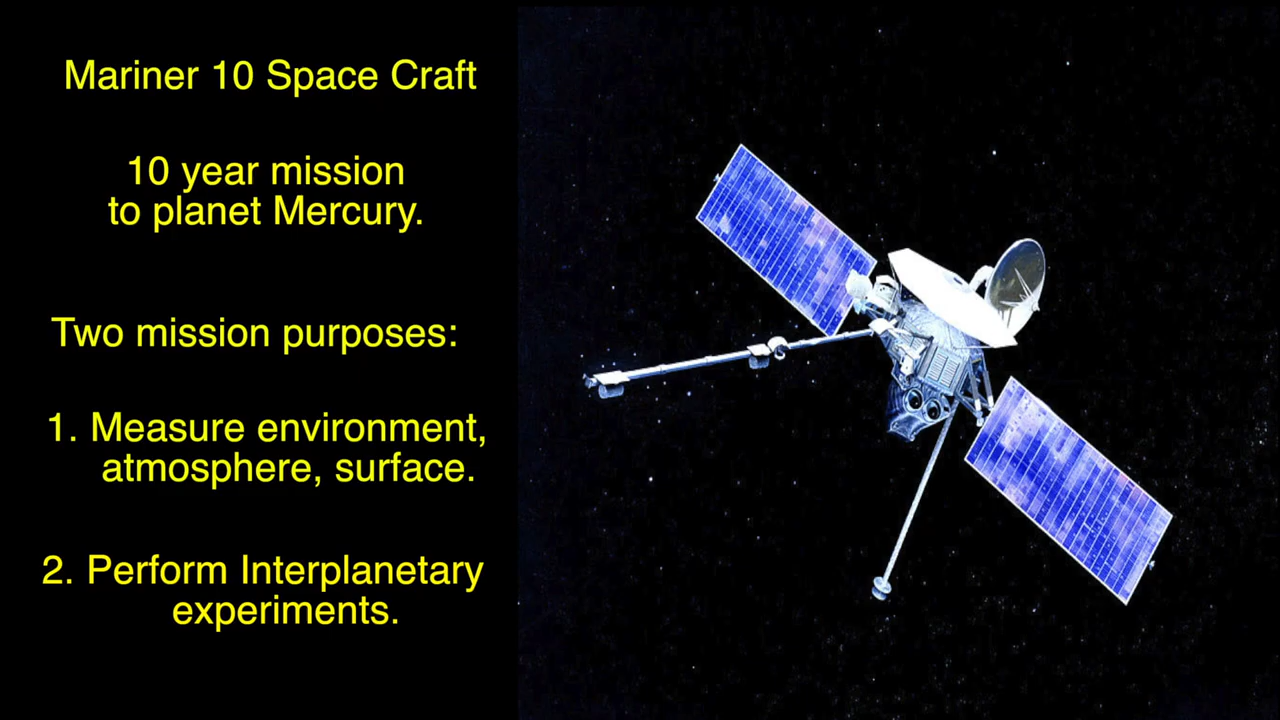 Mariner 10 Space Craft
10 year mission
to planet Mercury.
Two mission purposes:
1. Measure environment,
atmosphere, surface.
2. Perform Interplanetary
experiments.